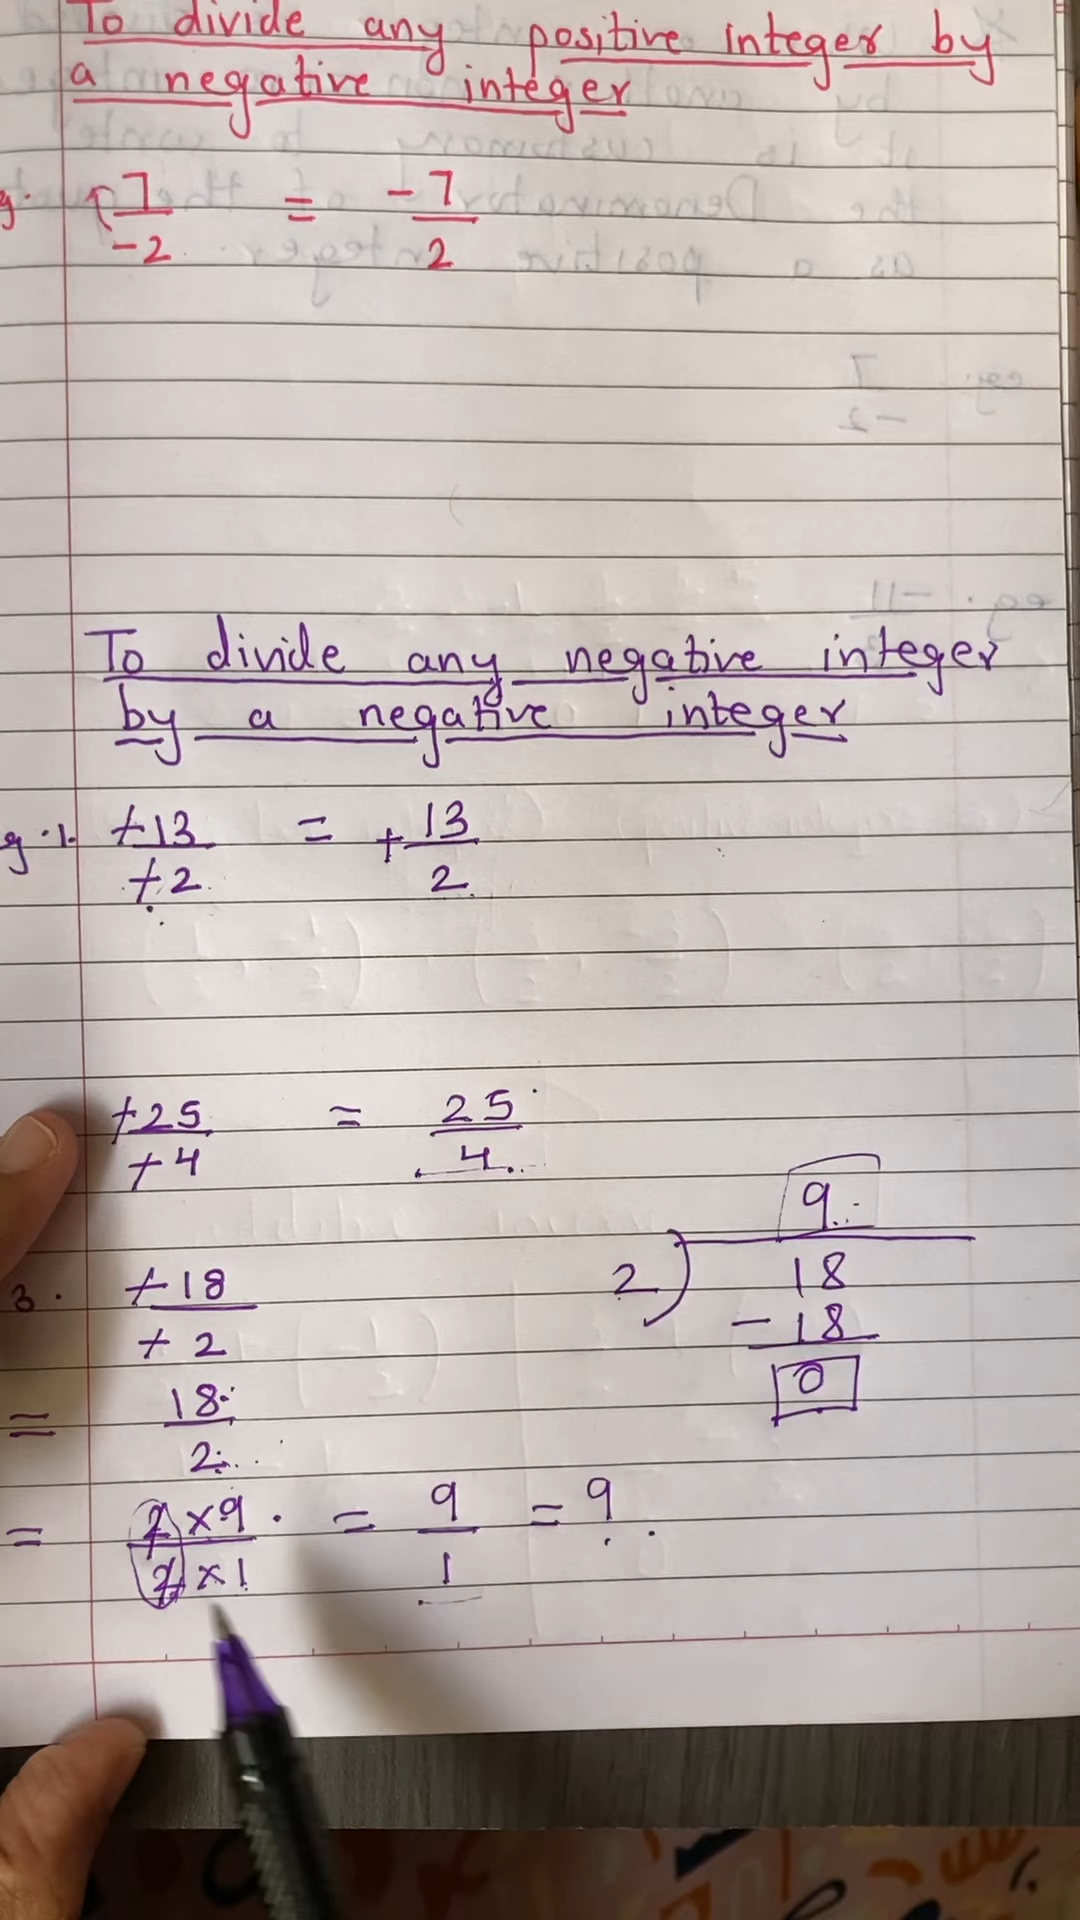 To divide any positive integer by
a negative integer
g. 7/-2 = -7/2
To divide any negative integer
by a negative integer
g.1. +13/+2 = +13/2
+25/+4 = 25/4
3. +18/+2
9
2) 18
-18
0
= 18/2
= 2×9/2×1 = 9/1 = 9